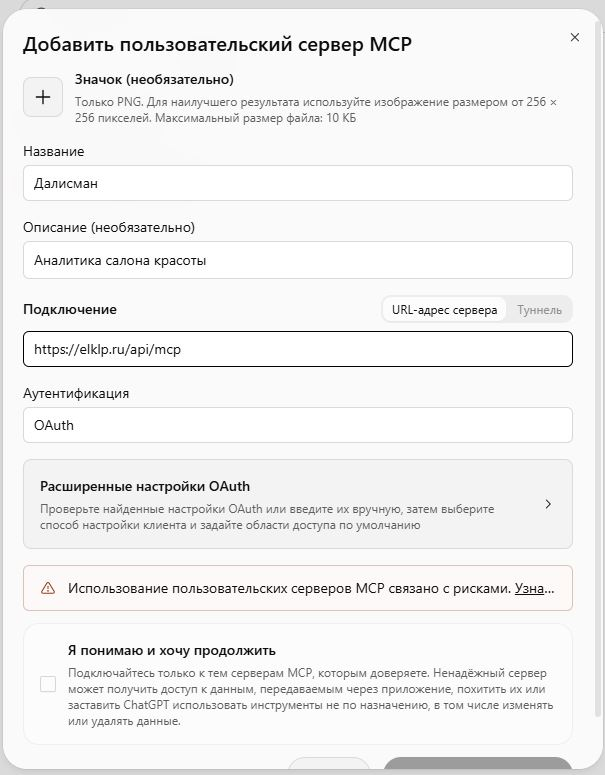 Добавить пользовательский сервер MCP
Значок (необязательно)
Только PNG. Для наилучшего результата используйте изображение размером от 256 ×
256 пикселей. Максимальный размер файла: 10 КБ
Название
Далисман
Описание (необязательно)
Аналитика салона красоты
Подключение
URL-адрес сервера
Туннель
https://elklp.ru/api/mcp
Аутентификация
OAuth
Расширенные настройки OAuth
Проверьте найденные настройки OAuth или введите их вручную, затем выберите
способ настройки клиента и задайте области доступа по умолчанию
Использование пользовательских серверов MCP связано с рисками. Узна...
Я понимаю и хочу продолжить
Подключайтесь только к тем серверам MCP, которым доверяете. Ненадёжный сервер
может получить доступ к данным, передаваемым через приложение, похитить их или
заставить ChatGPT использовать инструменты не по назначению, в том числе изменять
или удалять данные.